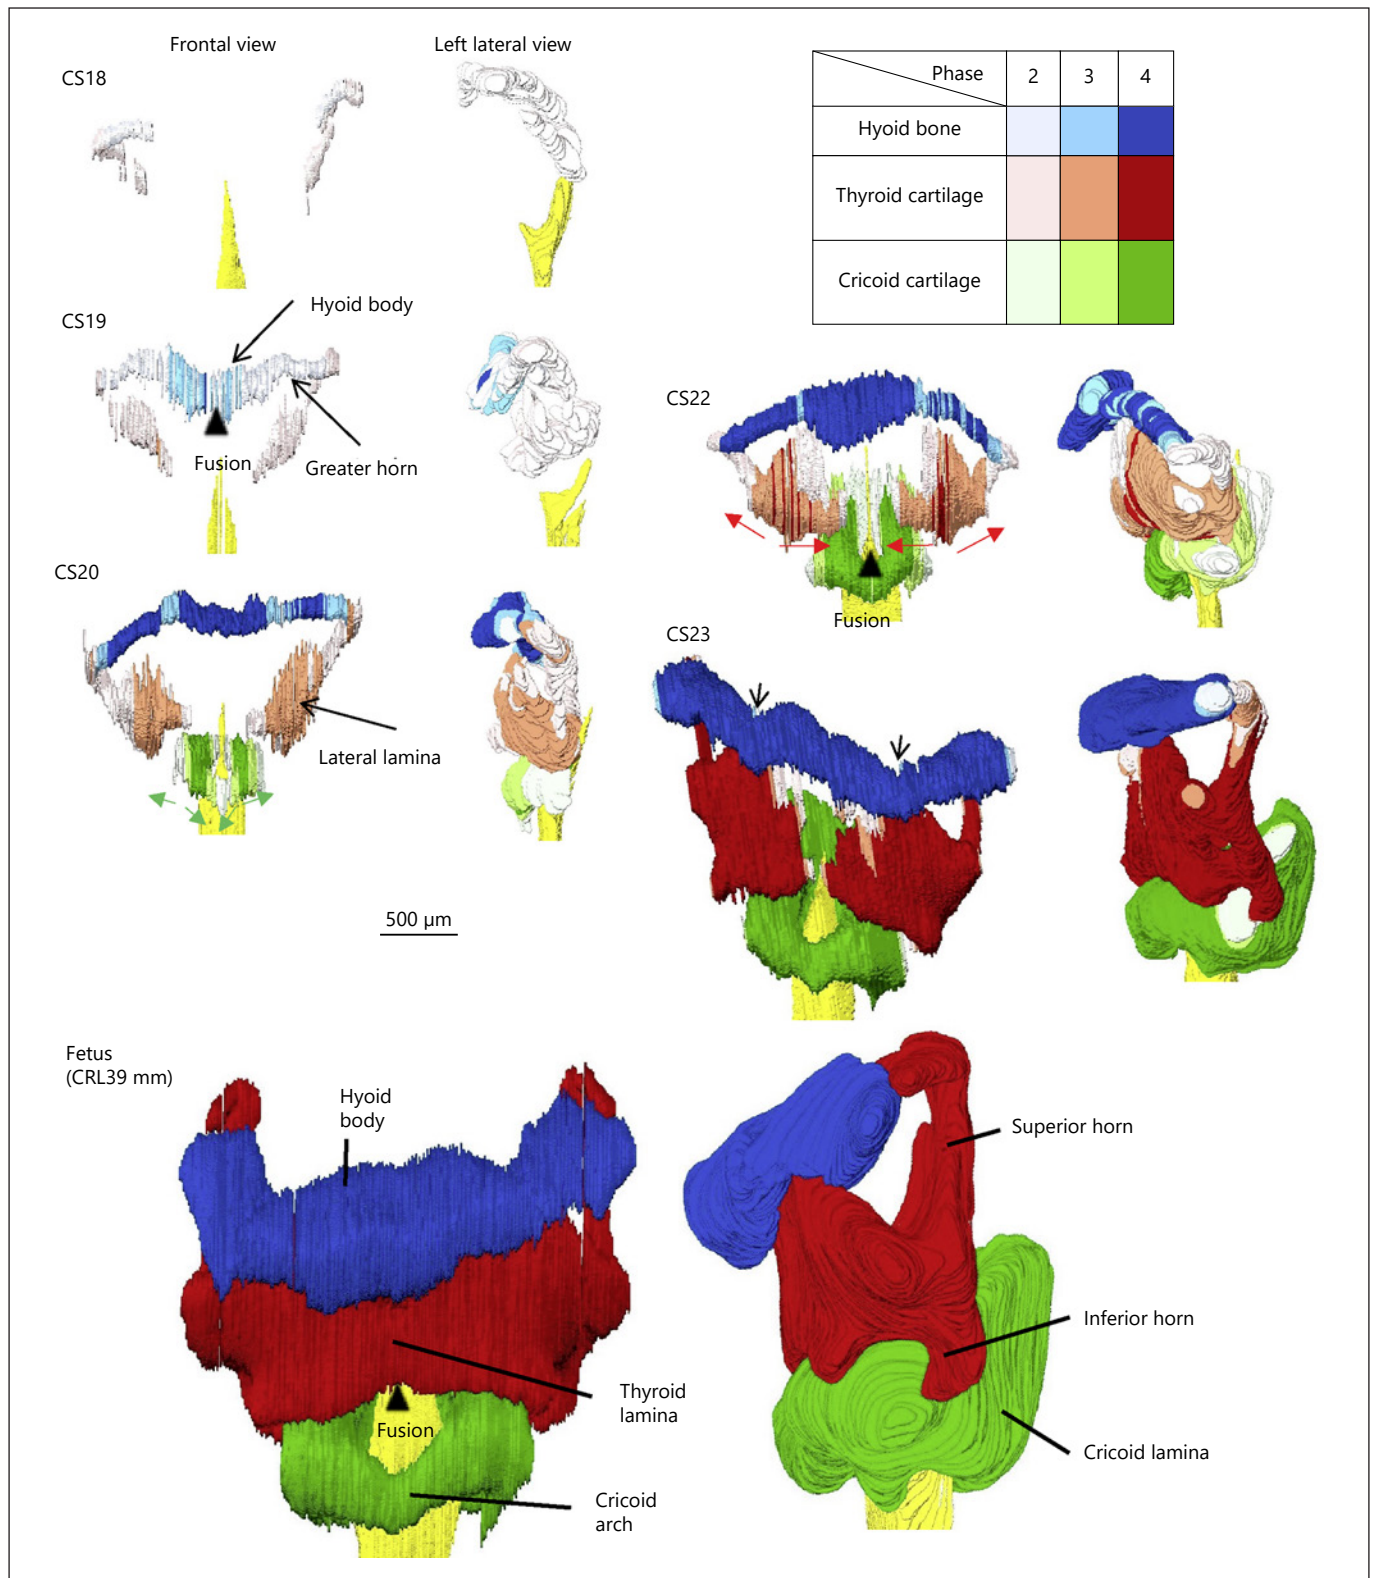 Frontal view
Left lateral view
CS18
Phase
2
3
4
Hyoid bone
Thyroid cartilage
Cricoid cartilage
CS19
Hyoid body
Fusion
Greater horn
CS20
Lateral lamina
CS22
Fusion
CS23
500 µm
Fetus
(CRL39 mm)
Hyoid
body
Thyroid
lamina
Fusion
Cricoid
arch
Superior horn
Inferior horn
Cricoid lamina